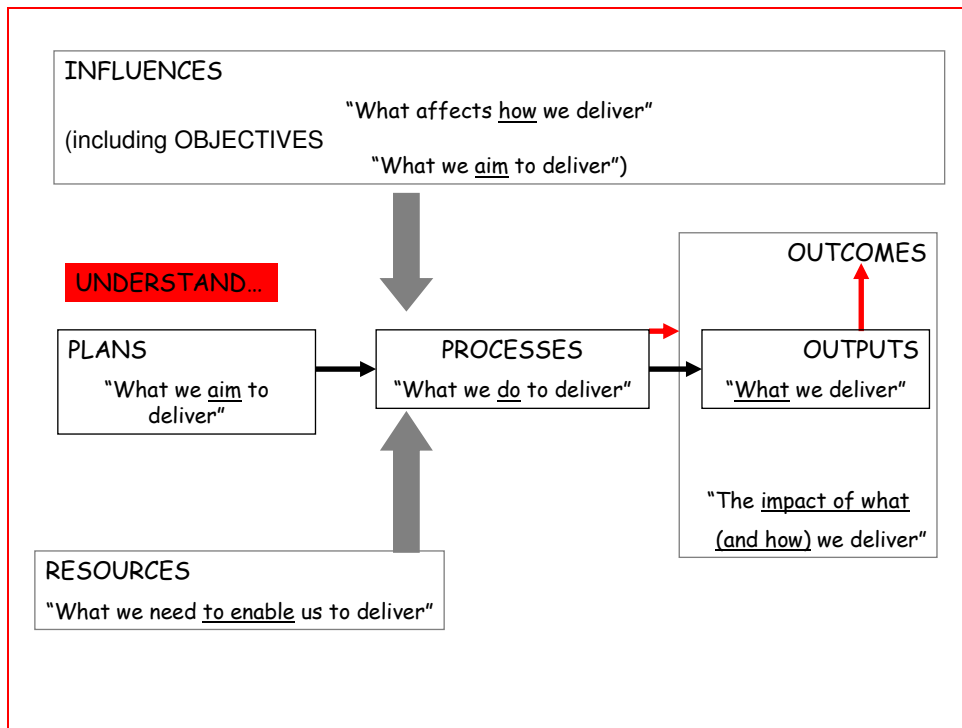 INFLUENCES
“What affects how we deliver”
(including OBJECTIVES
“What we aim to deliver”)
OUTCOMES
UNDERSTAND…
PLANS
“What we aim to
deliver”
PROCESSES
“What we do to deliver”
OUTPUTS
“What we deliver”
“The impact of what
(and how) we deliver”
RESOURCES
“What we need to enable us to deliver”